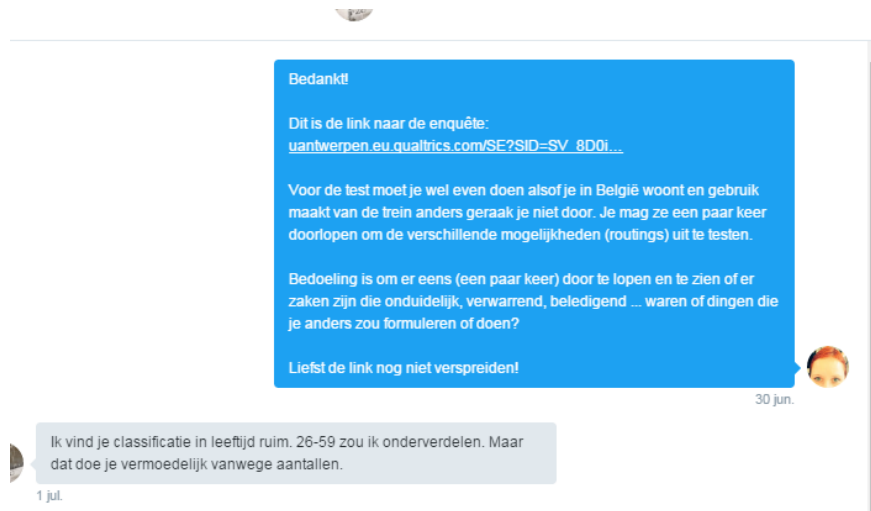 Bedankt!
Dit is de link naar de enquête:
uantwerpen.eu.qualtrics.com/SE?SID=SV_8D0i...
Voor de test moet je wel even doen alsof je in België woont en gebruik
maakt van de trein anders geraak je niet door. Je mag ze een paar keer
doorlopen om de verschillende mogelijkheden (routings) uit te testen.
Bedoeling is om er eens (een paar keer) door te lopen en te zien of er
zaken zijn die onduidelijk, verwarrend, beledigend ... waren of dingen die
je anders zou formuleren of doen?
Liefst de link nog niet verspreiden!
30 jun.
Ik vind je classificatie in leeftijd ruim. 26-59 zou ik onderverdelen. Maar
dat doe je vermoedelijk vanwege aantallen.
1 jul.